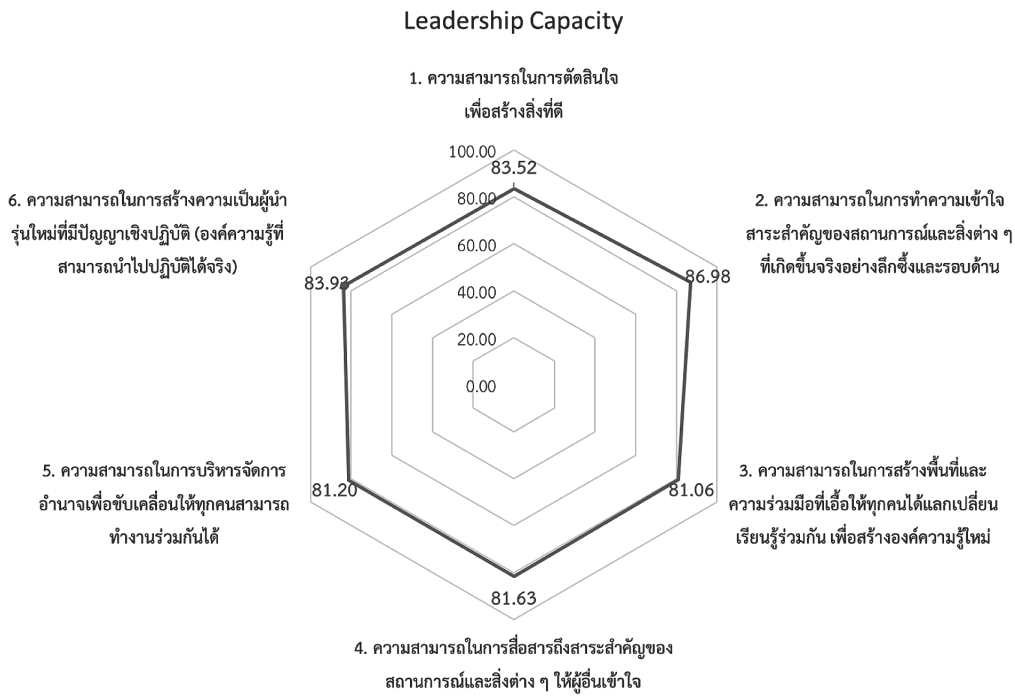 Leadership Capacity
1. ความสามารถในการตัดสินใจ
เพื่อสร้างสิ่งที่ดี
100.00
83.52
80.00
60.00
40.00
20.00
0.00
2. ความสามารถในการทำความเข้าใจ
สาระสำคัญของสถานการณ์และสิ่งต่าง ๆ
ที่เกิดขึ้นจริงอย่างลึกซึ้งและรอบด้าน
86.98
3. ความสามารถในการสร้างพื้นที่และ
ความร่วมมือที่เอื้อให้ทุกคนได้แลกเปลี่ยน
เรียนรู้ร่วมกัน เพื่อสร้างองค์ความรู้ใหม่
81.06
81.63
4. ความสามารถในการสื่อสารถึงสาระสำคัญของ
สถานการณ์และสิ่งต่าง ๆ ให้ผู้อื่นเข้าใจ
5. ความสามารถในการบริหารจัดการ
อำนาจเพื่อขับเคลื่อนให้ทุกคนสามารถ
ทำงานร่วมกันได้
81.20
6. ความสามารถในการสร้างความเป็นผู้นำ
รุ่นใหม่ที่มีปัญญาเชิงปฏิบัติ (องค์ความรู้ที่
สามารถนำไปปฏิบัติได้จริง)
83.93